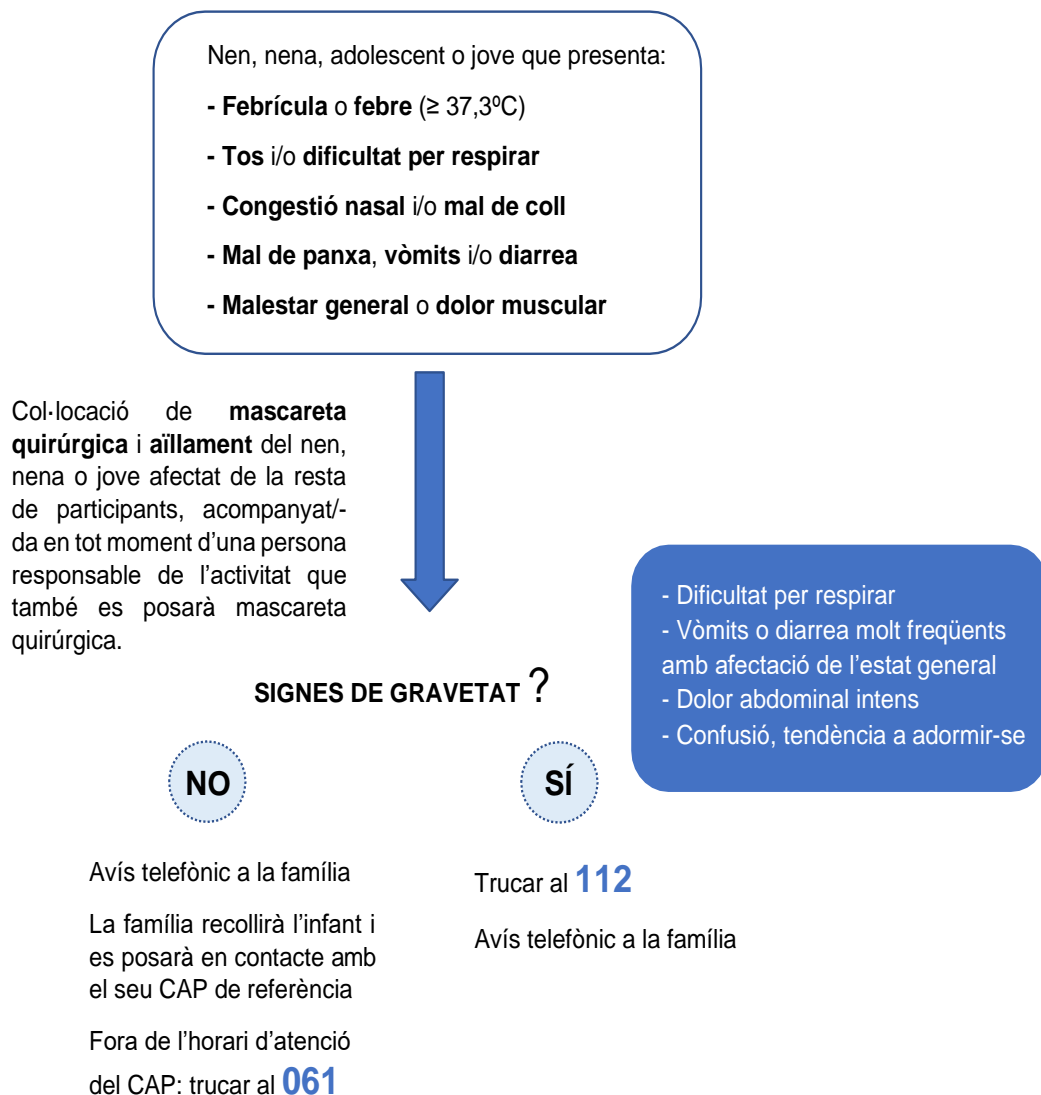 Nen, nena, adolescent o jove que presenta:
- Febrícula o febre (≥ 37,3ºC)
- Tos i/o dificultat per respirar
- Congestió nasal i/o mal de coll
- Mal de panxa, vòmits i/o diarrea
- Malestar general o dolor muscular
Col·locació de mascareta
quirúrgica i aïllament del nen,
nena o jove afectat de la resta
de participants, acompanyat/-
da en tot moment d’una persona
responsable de l’activitat que
també es posarà mascareta
quirúrgica.
- Dificultat per respirar
- Vòmits o diarrea molt freqüents
amb afectació de l’estat general
- Dolor abdominal intens
- Confusió, tendència a adormir-se
SIGNES DE GRAVETAT ?
NO
Avís telefònic a la família
La família recollirà l’infant i
es posarà en contacte amb
el seu CAP de referència
Fora de l’horari d’atenció
del CAP: trucar al 061
SÍ
Trucar al 112
Avís telefònic a la família